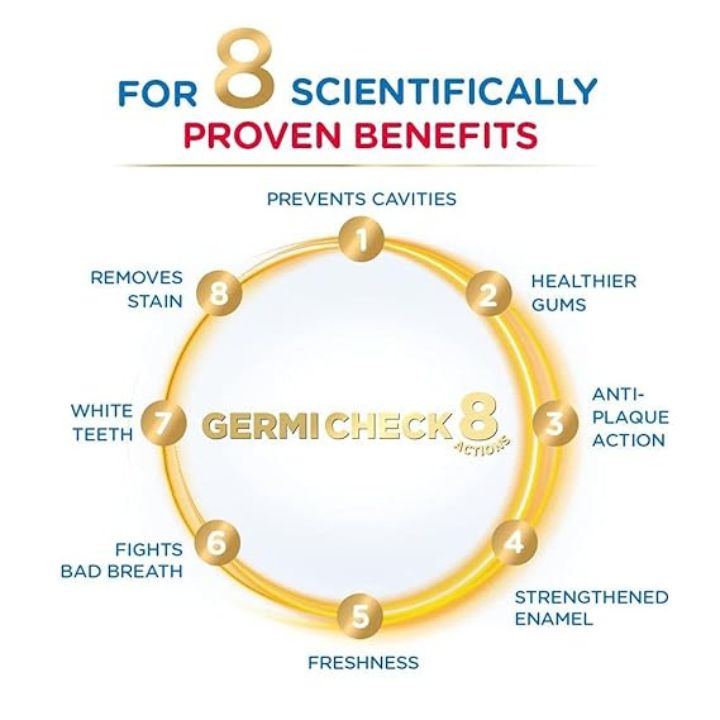 FOR 8 SCIENTIFICALLY
PROVEN BENEFITS
PREVENTS CAVITIES
1
2
HEALTHIER
GUMS
3
ANTI-
PLAQUE
ACTION
4
STRENGTHENED
ENAMEL
5
FRESHNESS
6
FIGHTS
BAD BREATH
7
WHITE
TEETH
8
REMOVES
STAIN
GERMI CHECK 8
ACTIONS